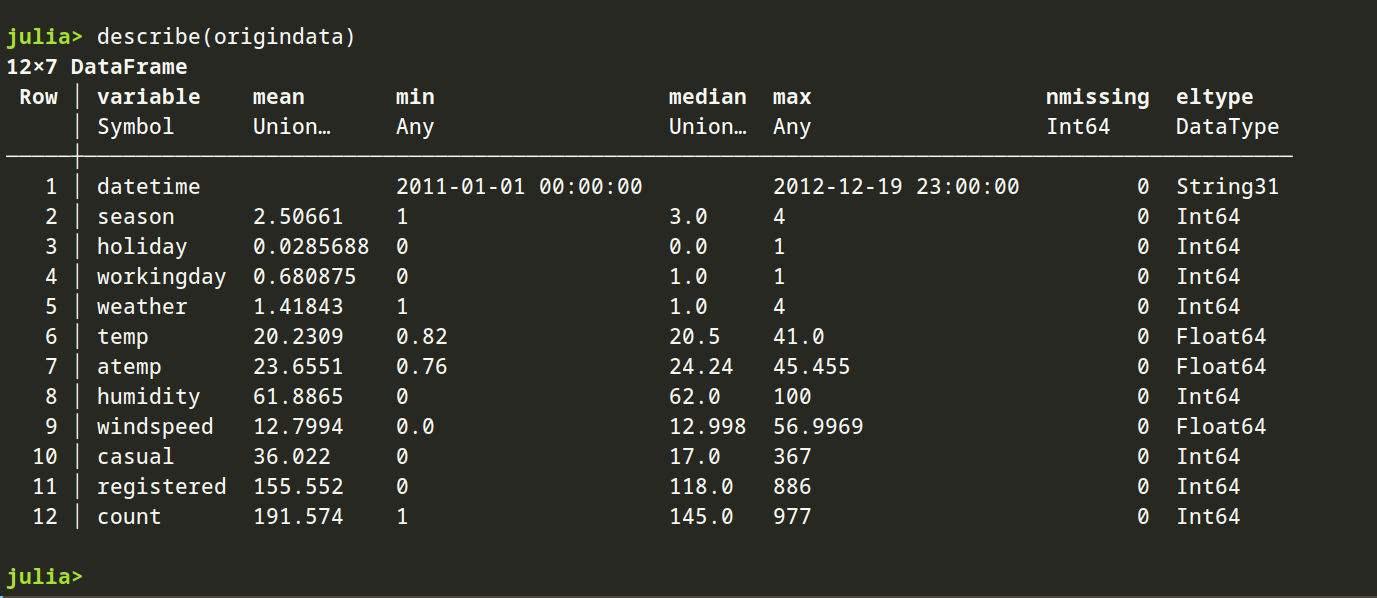 julia> describe(origindata)
12×7 DataFrame
 Row │ variable    mean       min                  median  max                  nmissing  eltype
     │ Symbol      Union…     Any                  Union…  Any                  Int64     DataType
─────┼─────────────────────────────────────────────────────────────────────────────────────────────
   1 │ datetime               2011-01-01 00:00:00          2012-12-19 23:00:00         0  String31
   2 │ season      2.50661    1                    3.0     4                           0  Int64
   3 │ holiday     0.0285688  0                    0.0     1                           0  Int64
   4 │ workingday  0.680875   0                    1.0     1                           0  Int64
   5 │ weather     1.41843    1                    1.0     4                           0  Int64
   6 │ temp        20.2309    0.82                 20.5    41.0                        0  Float64
   7 │ atemp       23.6551    0.76                 24.24   45.455                      0  Float64
   8 │ humidity    61.8865    0                    62.0    100                         0  Int64
   9 │ windspeed   12.7994    0.0                  12.998  56.9969                     0  Float64
  10 │ casual      36.022     0                    17.0    367                         0  Int64
  11 │ registered  155.552    0                    118.0   886                         0  Int64
  12 │ count       191.574    1                    145.0   977                         0  Int64
julia>